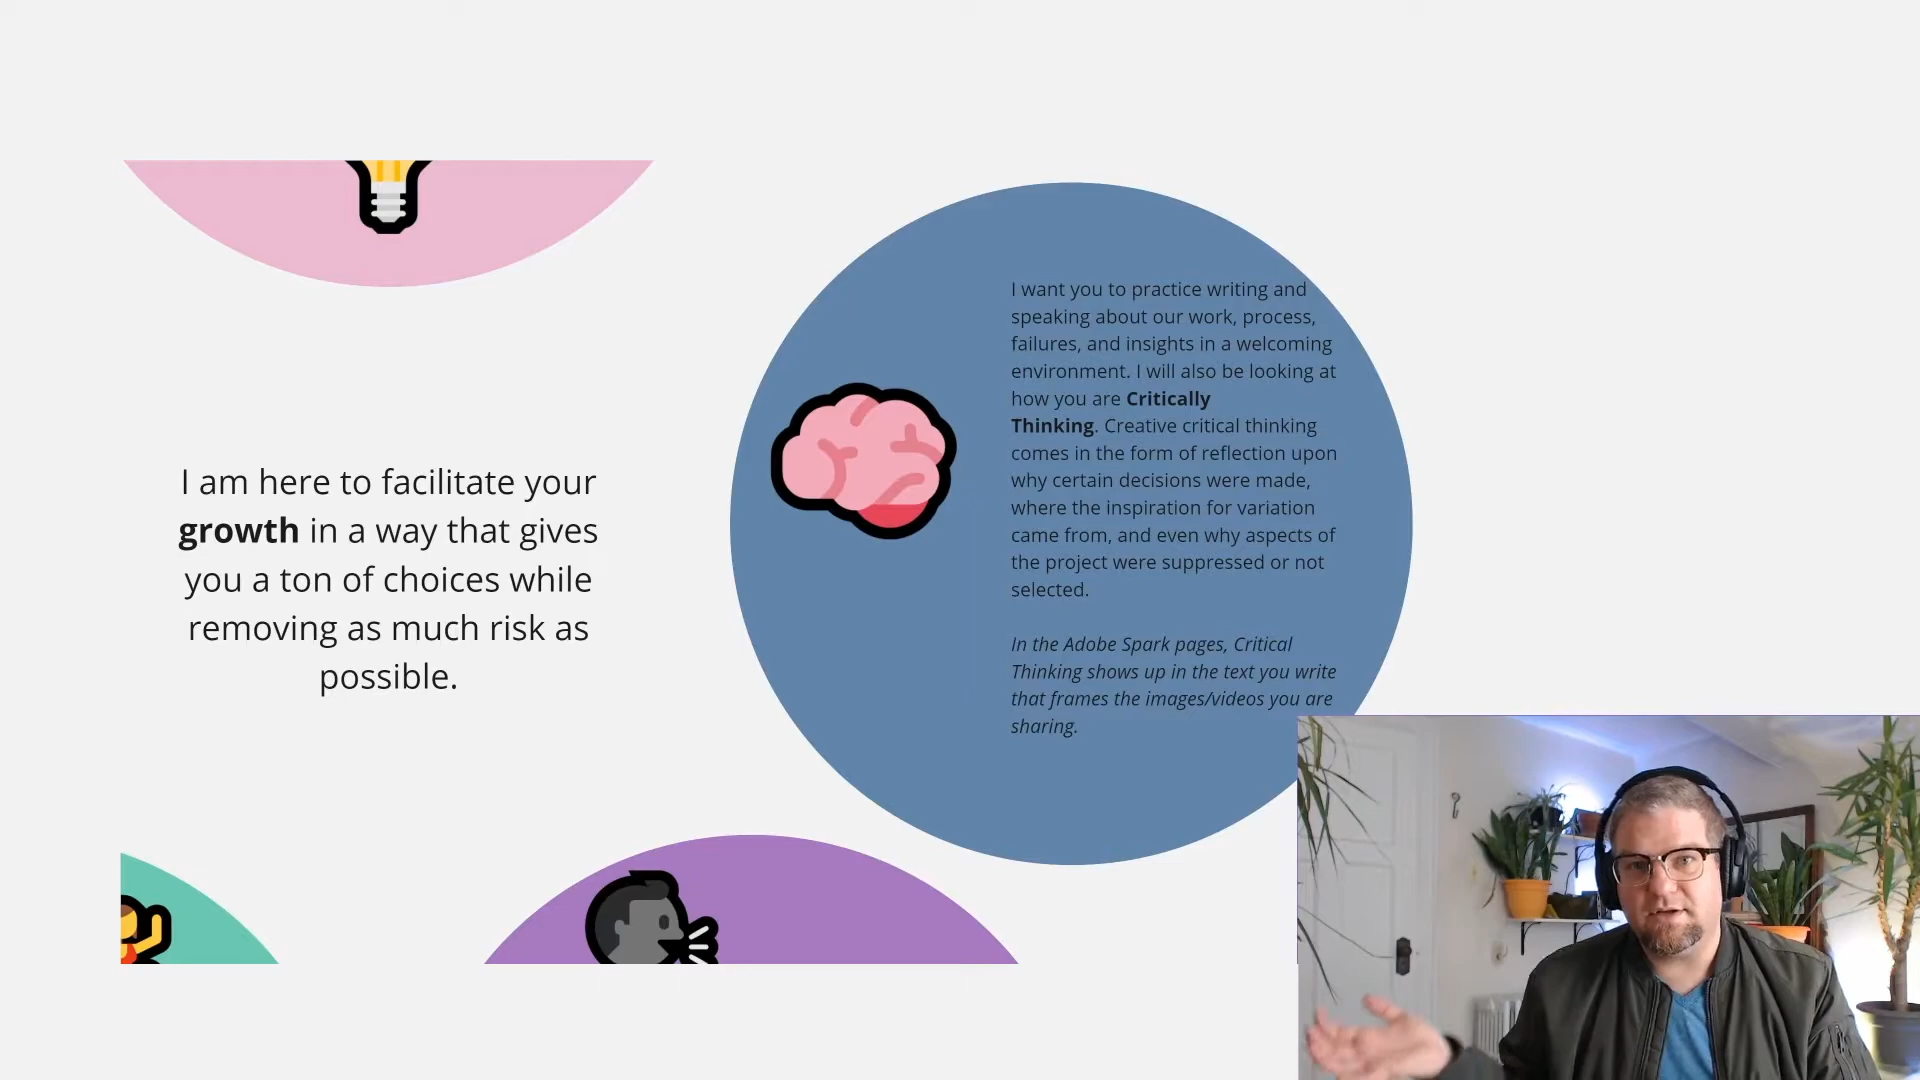 I am here to facilitate your
growth in a way that gives
you a ton of choices while
removing as much risk as
possible.
I want you to practice writing and
speaking about our work, process,
failures, and insights in a welcoming
environment. I will also be looking at
how you are Critically
Thinking. Creative critical thinking
comes in the form of reflection upon
why certain decisions were made,
where the inspiration for variation
came from, and even why aspects of
the project were suppressed or not
selected.
In the Adobe Spark pages, Critical
Thinking shows up in the text you write
that frames the images/videos you are
sharing.